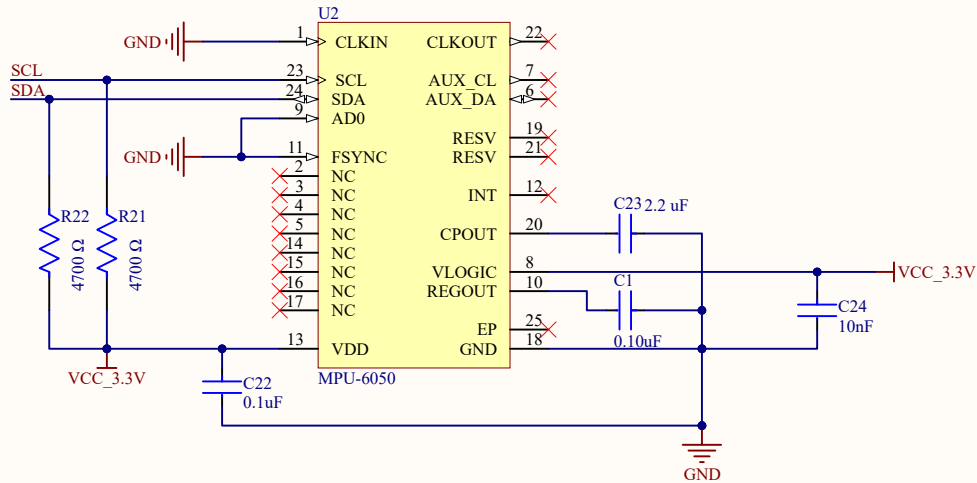 U2
GND
1
CLKIN
CLKOUT
22
SCL
23
SCL
AUX_CL
7
SDA
24
SDA
AUX_DA
6
9
AD0
RESV
19
GND
11
FSYNC
RESV
21
2
NC
3
NC
INT
12
4
NC
C23 2.2 uF
R22
R21
5
NC
CPOUT
20
4700 Ω
4700 Ω
14
NC
15
NC
VLOGIC
8
VCC_3.3V
16
NC
REGOUT
10
C1
17
NC
C24
EP
25
10nF
0.10uF
13
VDD
GND
18
VCC_3.3V
MPU-6050
C22
0.1uF
GND